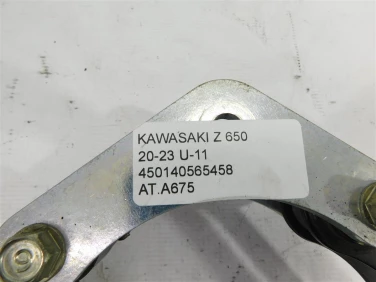 KAWASAKI Z 650
20-23 U-11
450140565458
AT.A675